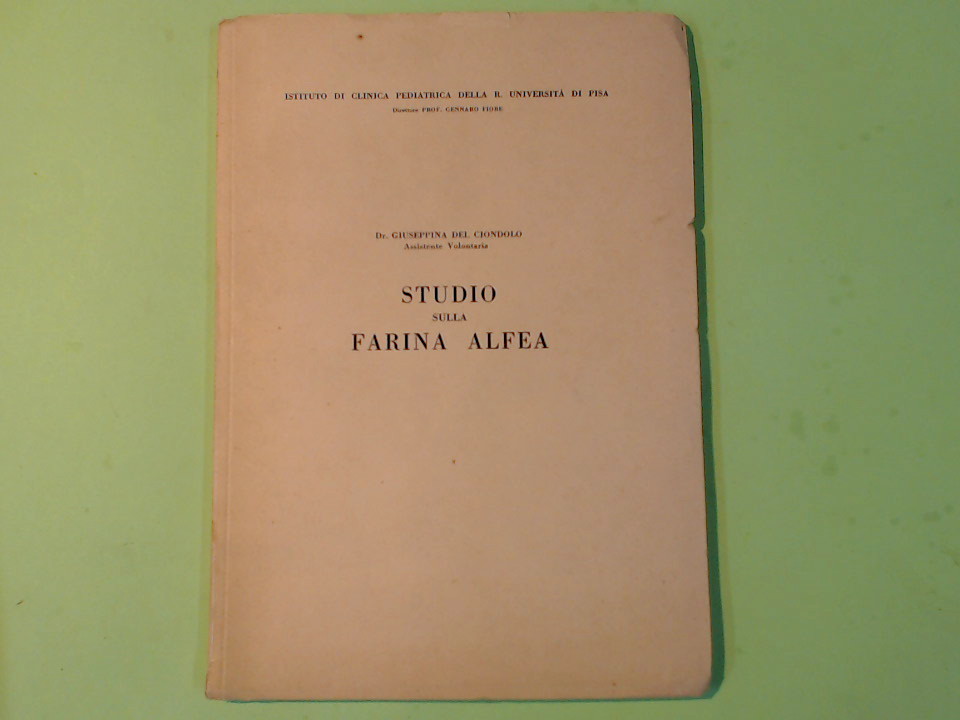 ISTITUTO DI CLINICA PEDIATRICA DELLA R. UNIVERSITÀ DI PISA
Direttore PROF. GENNARO FIORE
Dr. GIUSEPPINA DEL CIONDOLO
Assistente Volontaria
STUDIO
SULLA
FARINA ALFEA